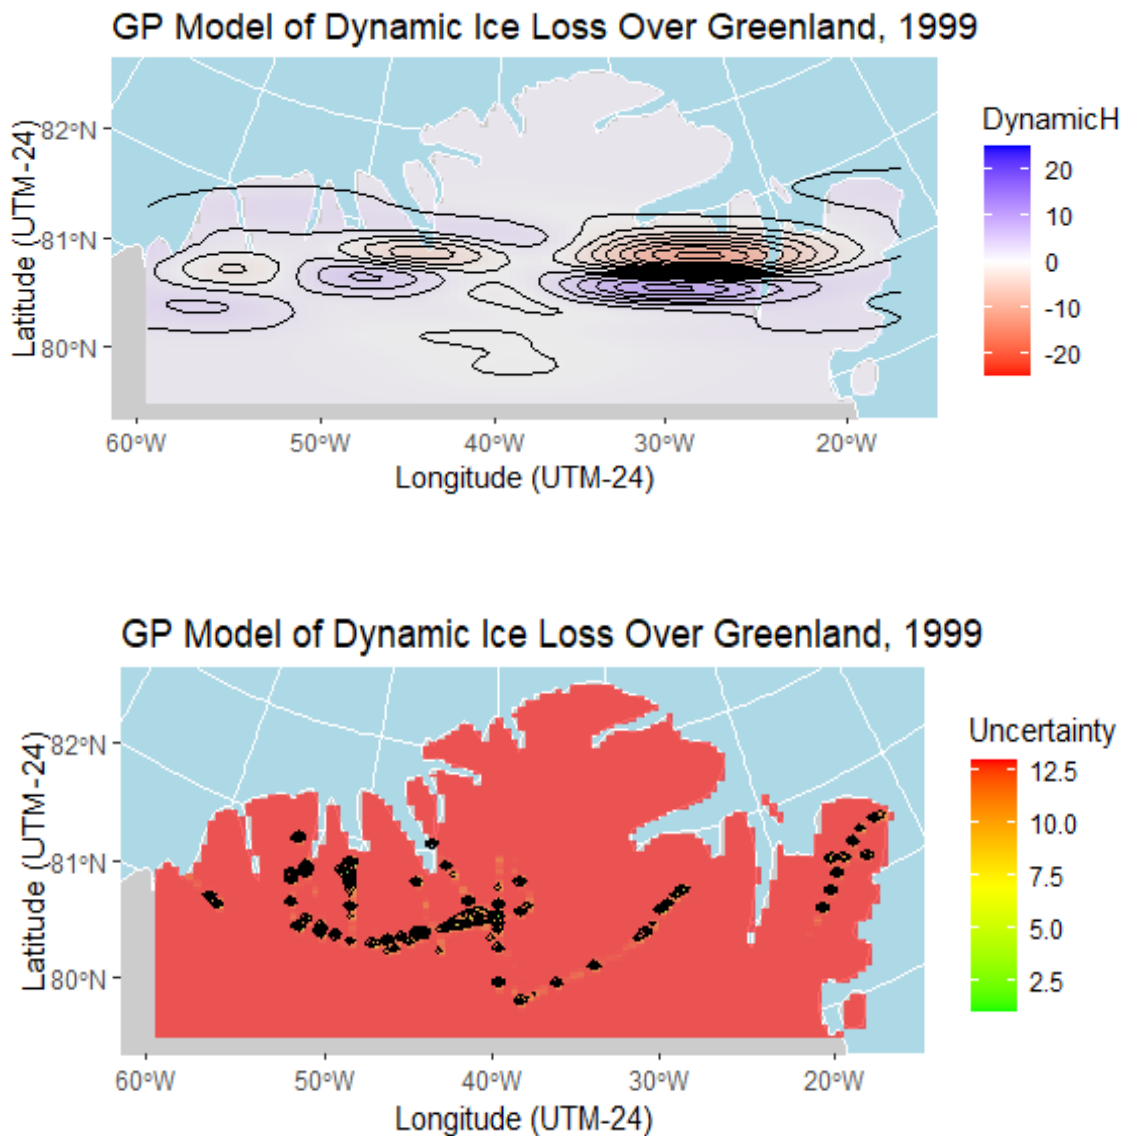 GP Model of Dynamic Ice Loss Over Greenland, 1999
DynamicH
20
10
0
-10
-20
82°N
81°N
80°N
Latitude (UTM-24)
60°W
50°W
40°W
30°W
20°W
Longitude (UTM-24)
GP Model of Dynamic Ice Loss Over Greenland, 1999
Uncertainty
12.5
10.0
7.5
5.0
2.5
82°N
81°N
80°N
Latitude (UTM-24)
60°W
50°W
40°W
30°W
20°W
Longitude (UTM-24)